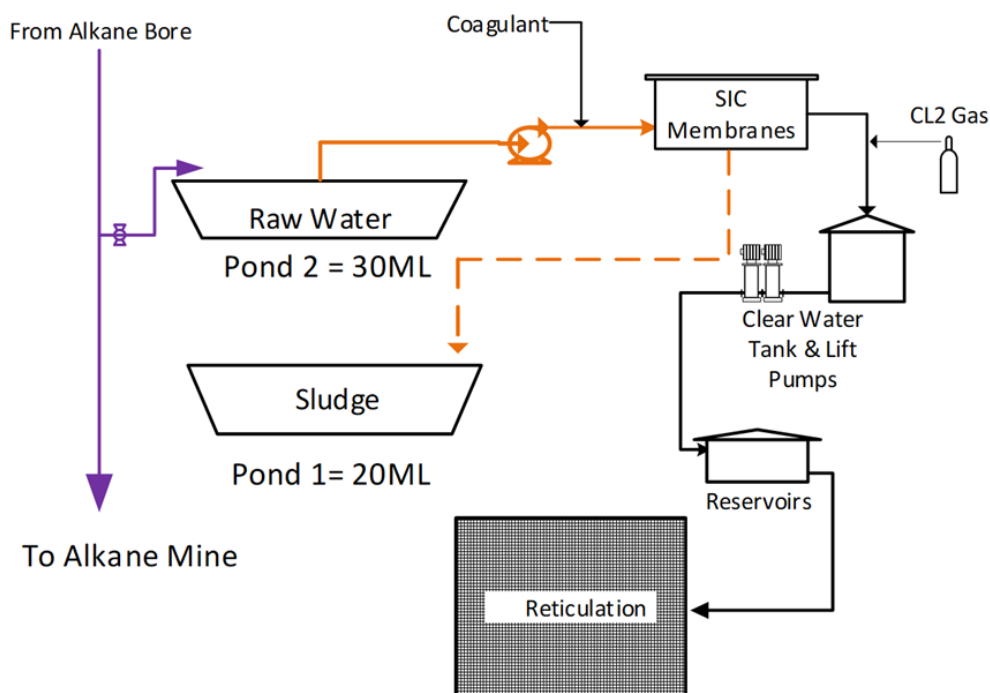 From Alkane Bore
Coagulant
SIC
Membranes
CL2 Gas
Raw Water
Pond 2 = 30ML
Clear Water
Tank & Lift
Pumps
Sludge
Pond 1= 20ML
Reservoirs
To Alkane Mine
Reticulation